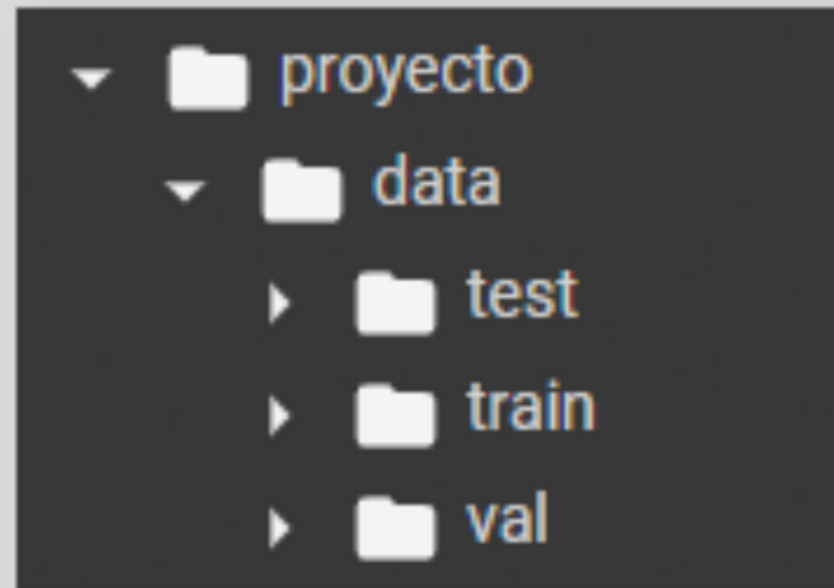 proyecto
data
test
train
val